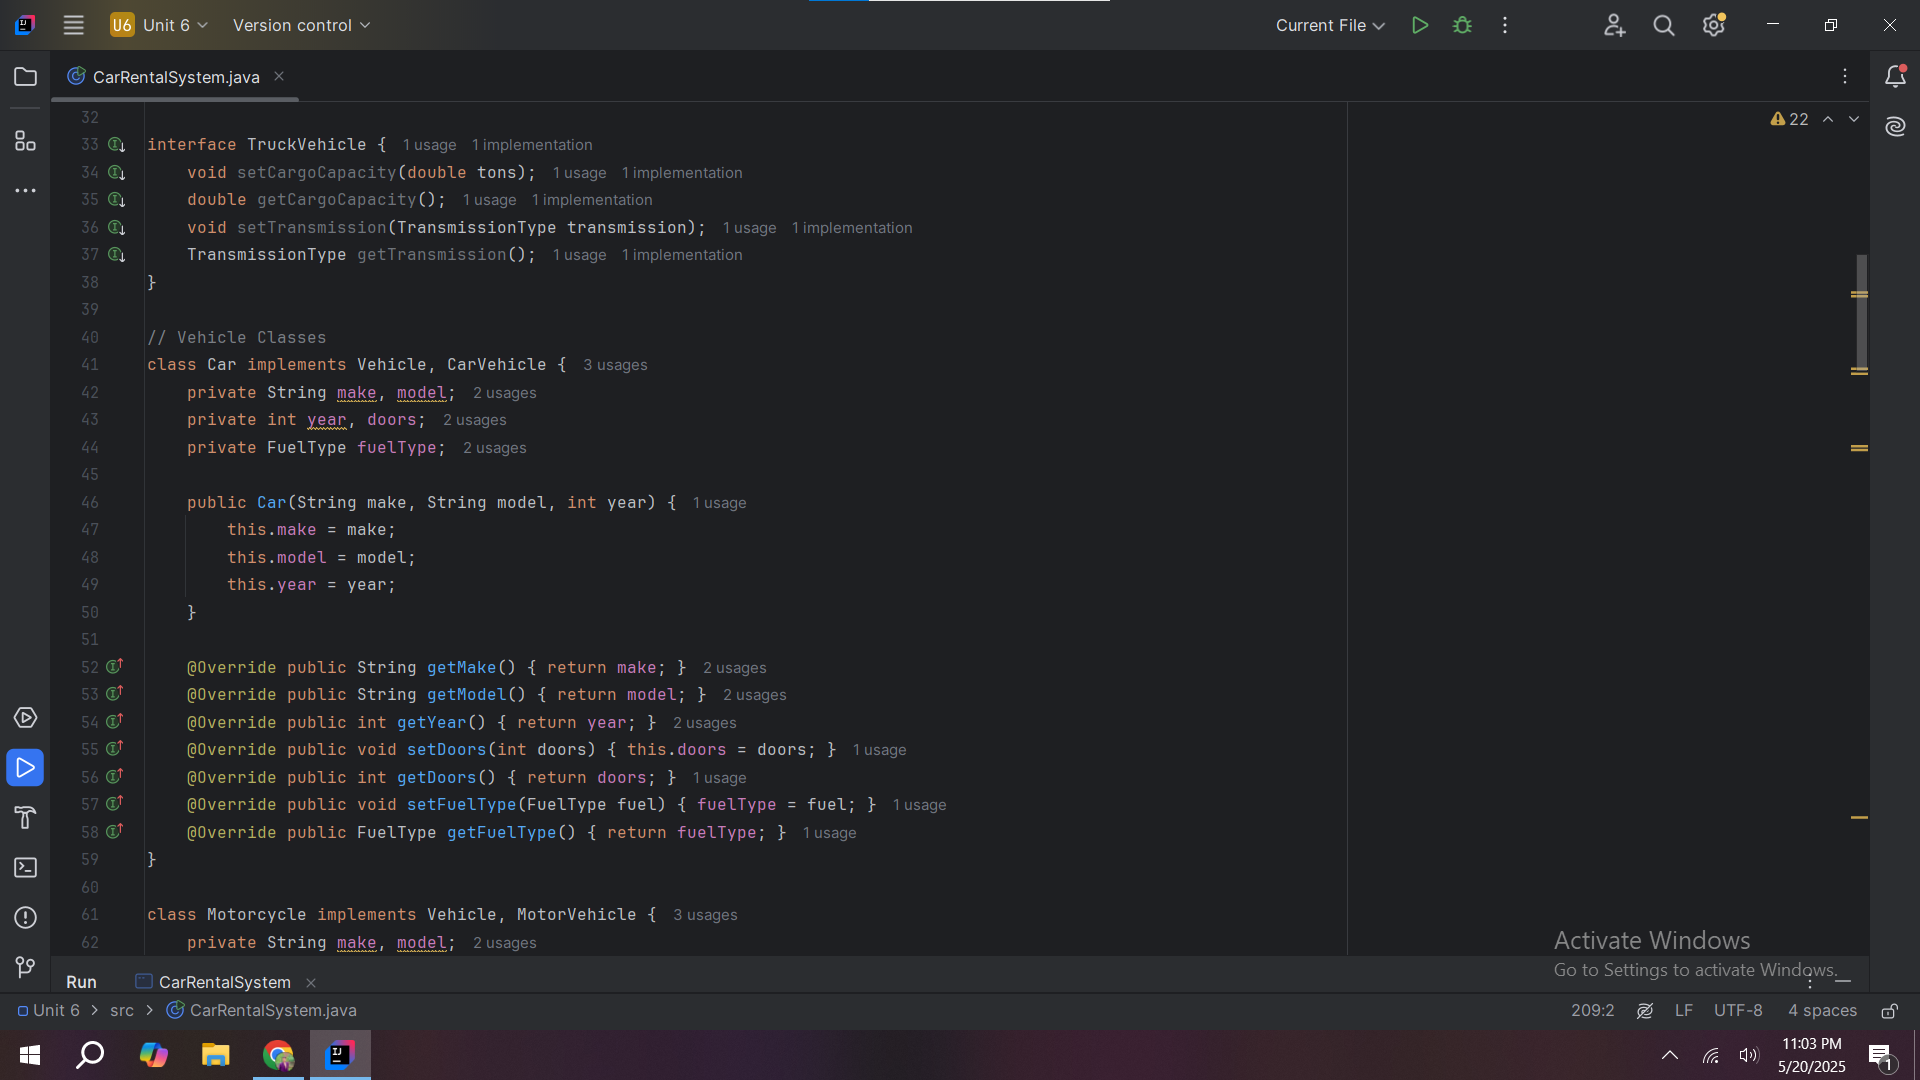 U6 Unit 6 Version control Current File
CarRentalSystem.java
22
32
33 interface TruckVehicle { 1 usage 1 implementation
34 void setCargoCapacity(double tons); 1 usage 1 implementation
35 double getCargoCapacity(); 1 usage 1 implementation
36 void setTransmission(TransmissionType transmission); 1 usage 1 implementation
37 TransmissionType getTransmission(); 1 usage 1 implementation
38 }
39
40 // Vehicle Classes
41 class Car implements Vehicle, CarVehicle { 3 usages
42 private String make, model; 2 usages
43 private int year, doors; 2 usages
44 private FuelType fuelType; 2 usages
45
46 public Car(String make, String model, int year) { 1 usage
47 this.make = make;
48 this.model = model;
49 this.year = year;
50 }
51
52 @Override public String getMake() { return make; } 2 usages
53 @Override public String getModel() { return model; } 2 usages
54 @Override public int getYear() { return year; } 2 usages
55 @Override public void setDoors(int doors) { this.doors = doors; } 1 usage
56 @Override public int getDoors() { return doors; } 1 usage
57 @Override public void setFuelType(FuelType fuel) { fuelType = fuel; } 1 usage
58 @Override public FuelType getFuelType() { return fuelType; } 1 usage
59 }
60
61 class Motorcycle implements Vehicle, MotorVehicle { 3 usages
62 private String make, model; 2 usages
Activate Windows
Go to Settings to activate Windows.
Run CarRentalSystem
Unit 6 > src > CarRentalSystem.java 209:2 LF UTF-8 4 spaces
11:03 PM
5/20/2025
1